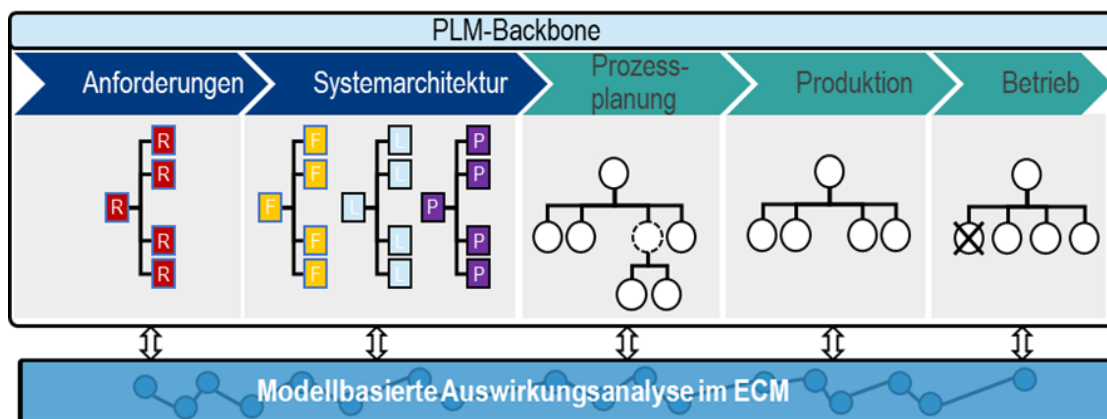 PLM-Backbone
Anforderungen
Systemarchitektur
Prozess-
planung
Produktion
Betrieb
R
R
R
R
R
F
F
F
F
F
L
L
L
L
L
P
P
P
P
P
Modellbasierte Auswirkungsanalyse im ECM